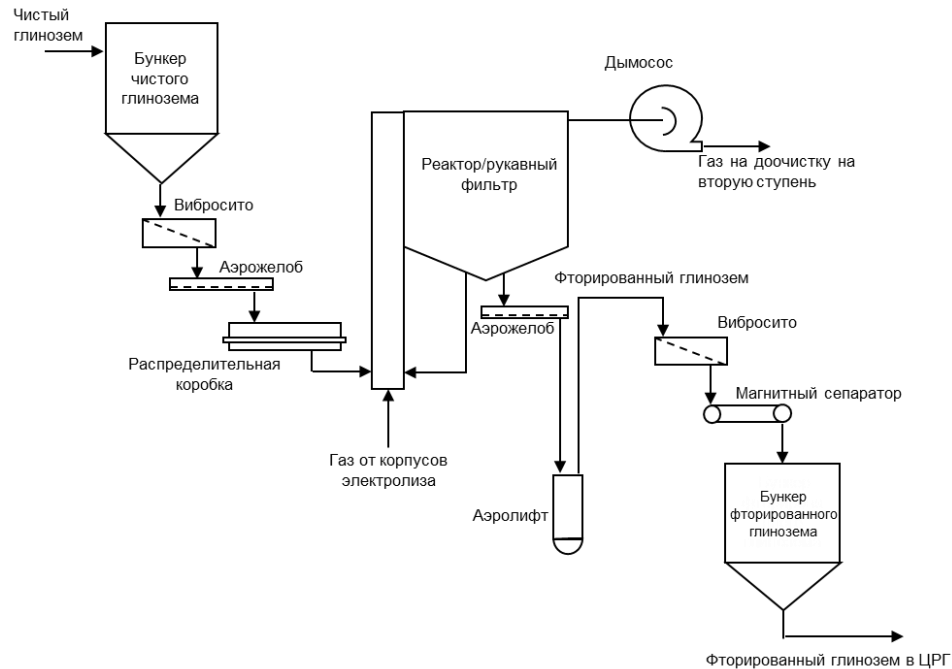 Чистый
глинозем
Бункер
чистого
глинозема
Вибросито
Аэрожелоб
Распределительная
коробка
Газ от корпусов
электролиза
Реактор/рукавный
фильтр
Дымосос
Газ на доочистку на
вторую ступень
Фторированный глинозем
Аэрожелоб
Аэролифт
Вибросито
Магнитный сепаратор
Бункер
фторированного
глинозема
Фторированный глинозем в ЦРГ